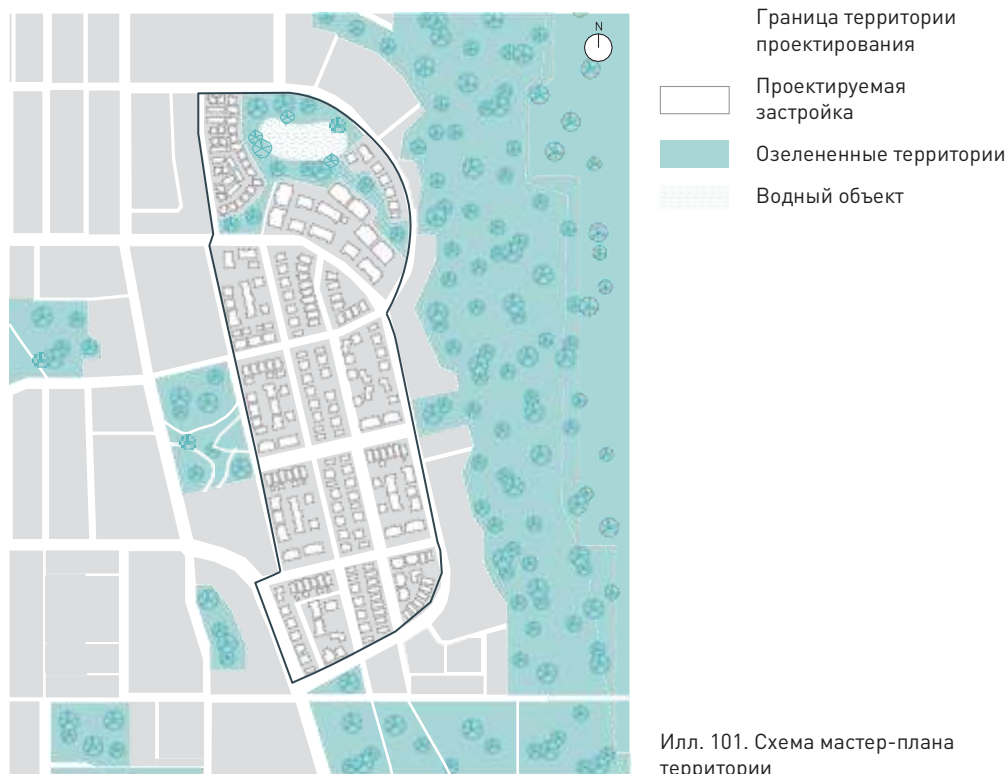 N
Граница территории
проектирования
Проектируемая
застройка
Озелененные территории
Водный объект
Илл. 101. Схема мастер-плана
территории